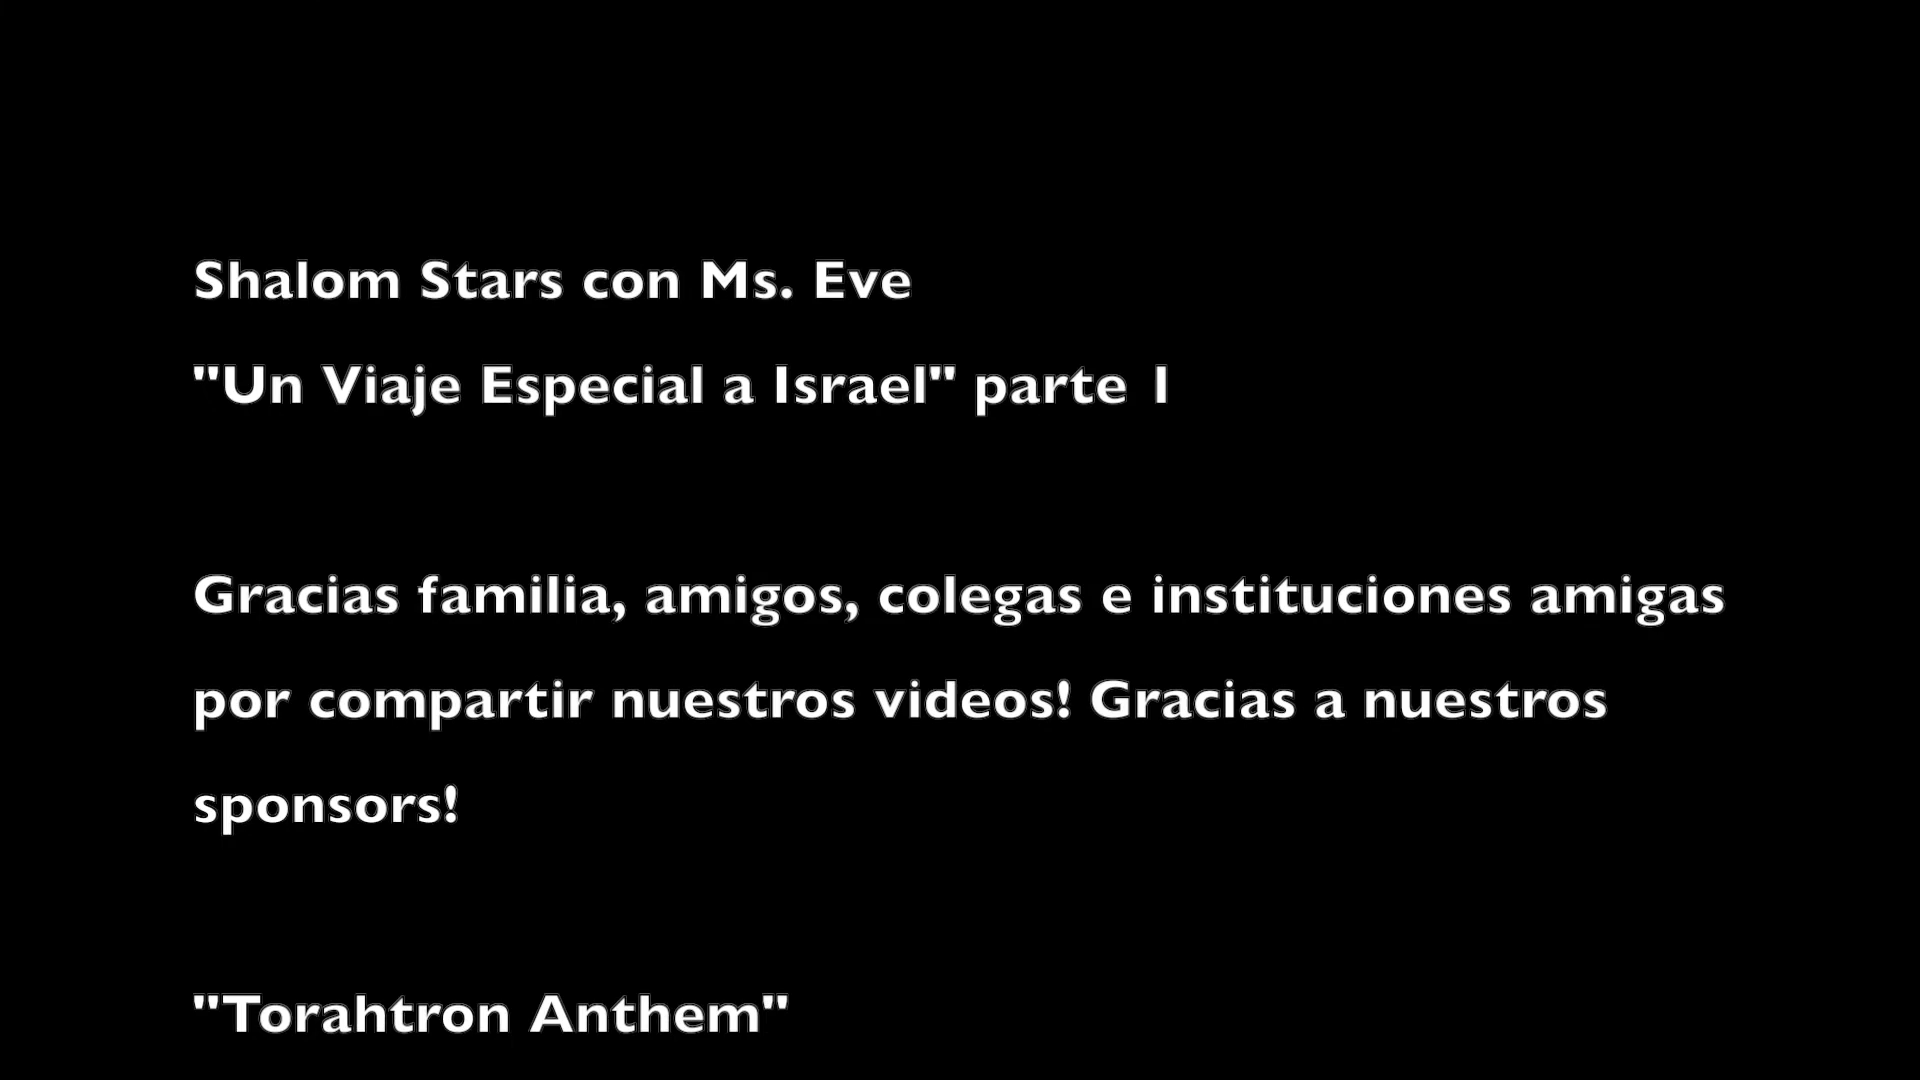 Shalom Stars con Ms. Eve
"Un Viaje Especial a Israel" parte 1
Gracias familia, amigos, colegas e instituciones amigas
por compartir nuestros videos! Gracias a nuestros
sponsors!
"Torahtron Anthem"